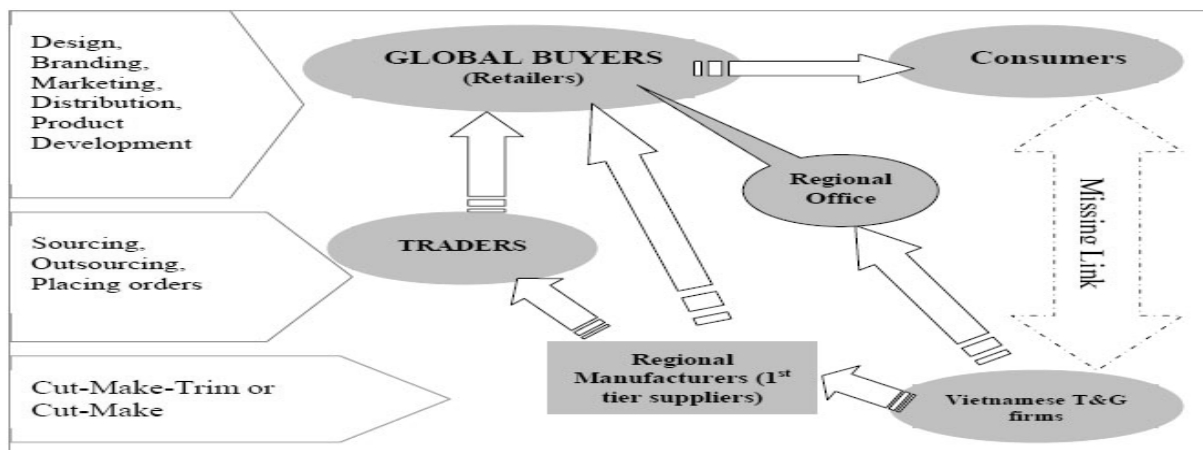 Design,
Branding,
Marketing,
Distribution,
Product
Development
GLOBAL BUYERS
(Retailers)
Consumers
Regional
Office
Missing Link
Sourcing,
Outsourcing,
Placing orders
TRADERS
Cut-Make-Trim or
Cut-Make
Regional
Manufacturers (1st
tier suppliers)
Vietnamese T&G
firms